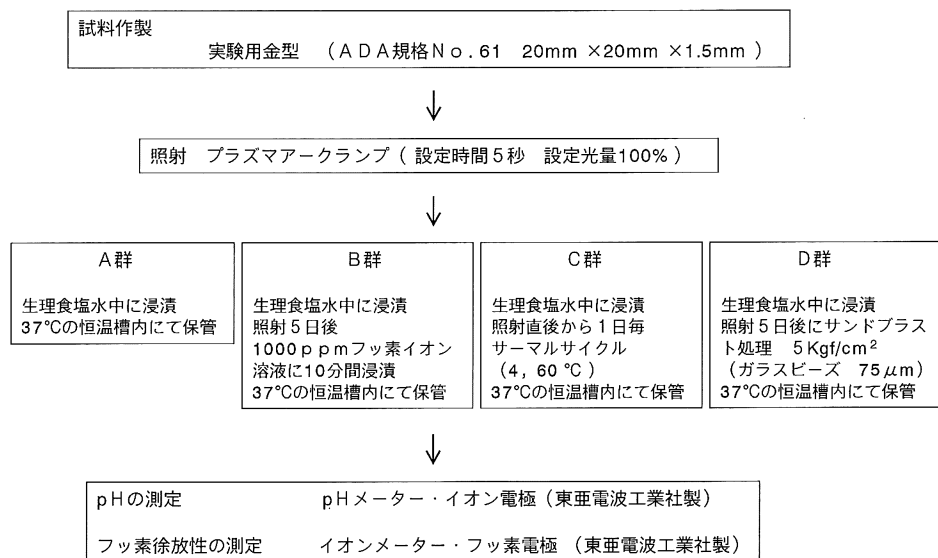 試料作製
実験用金型 （ＡＤＡ規格Ｎｏ.61 20mm ×20mm ×1.5mm ）
照射 プラズマアークランプ（ 設定時間５秒 設定光量100% ）
Ａ群
生理食塩水中に浸漬
37℃の恒温槽内にて保管
Ｂ群
生理食塩水中に浸漬
照射５日後
1000ｐｐｍフッ素イオン
溶液に10分間浸漬
37℃の恒温槽内にて保管
Ｃ群
生理食塩水中に浸漬
照射直後から１日毎
サーマルサイクル
（4，60 ℃ ）
37℃の恒温槽内にて保管
Ｄ群
生理食塩水中に浸漬
照射５日後にサンドブラス
ト処理 5 Kgf/cm²
（ガラスビーズ 75μm）
37℃の恒温槽内にて保管
ｐＨの測定 ｐＨメーター・イオン電極（東亜電波工業社製）
フッ素徐放性の測定 イオンメーター・フッ素電極 （東亜電波工業社製）